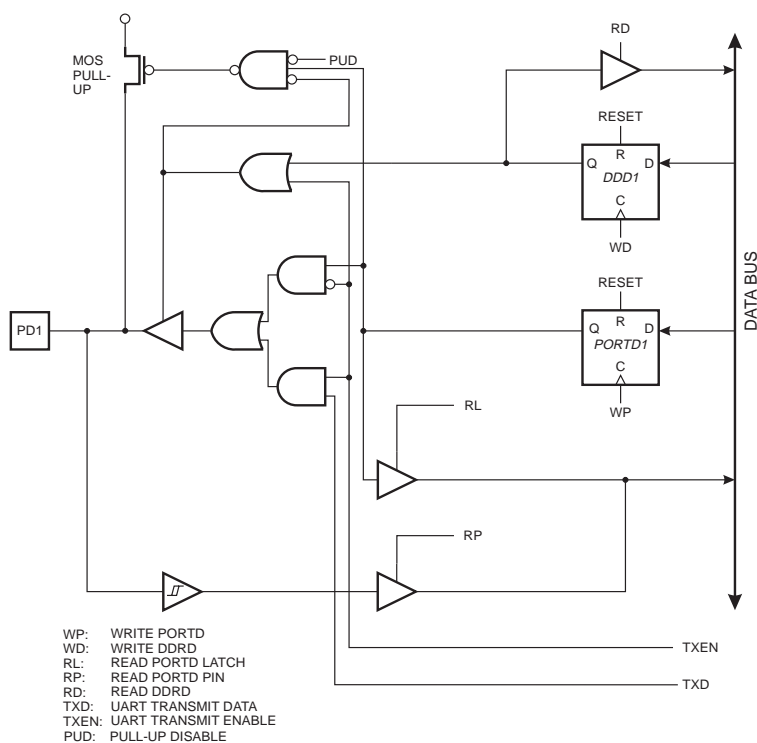 RD
MOS
PULL-
UP
PUD
RESET
R
Q
D
DDD1
C
WD
RESET
R
Q
D
PORTD1
C
WP
DATA BUS
PD1
RL
RP
WP: WRITE PORTD
WD: WRITE DDRD
RL: READ PORTD LATCH
RP: READ PORTD PIN
RD: READ DDRD
TXD: UART TRANSMIT DATA
TXEN: UART TRANSMIT ENABLE
PUD: PULL-UP DISABLE
TXEN
TXD